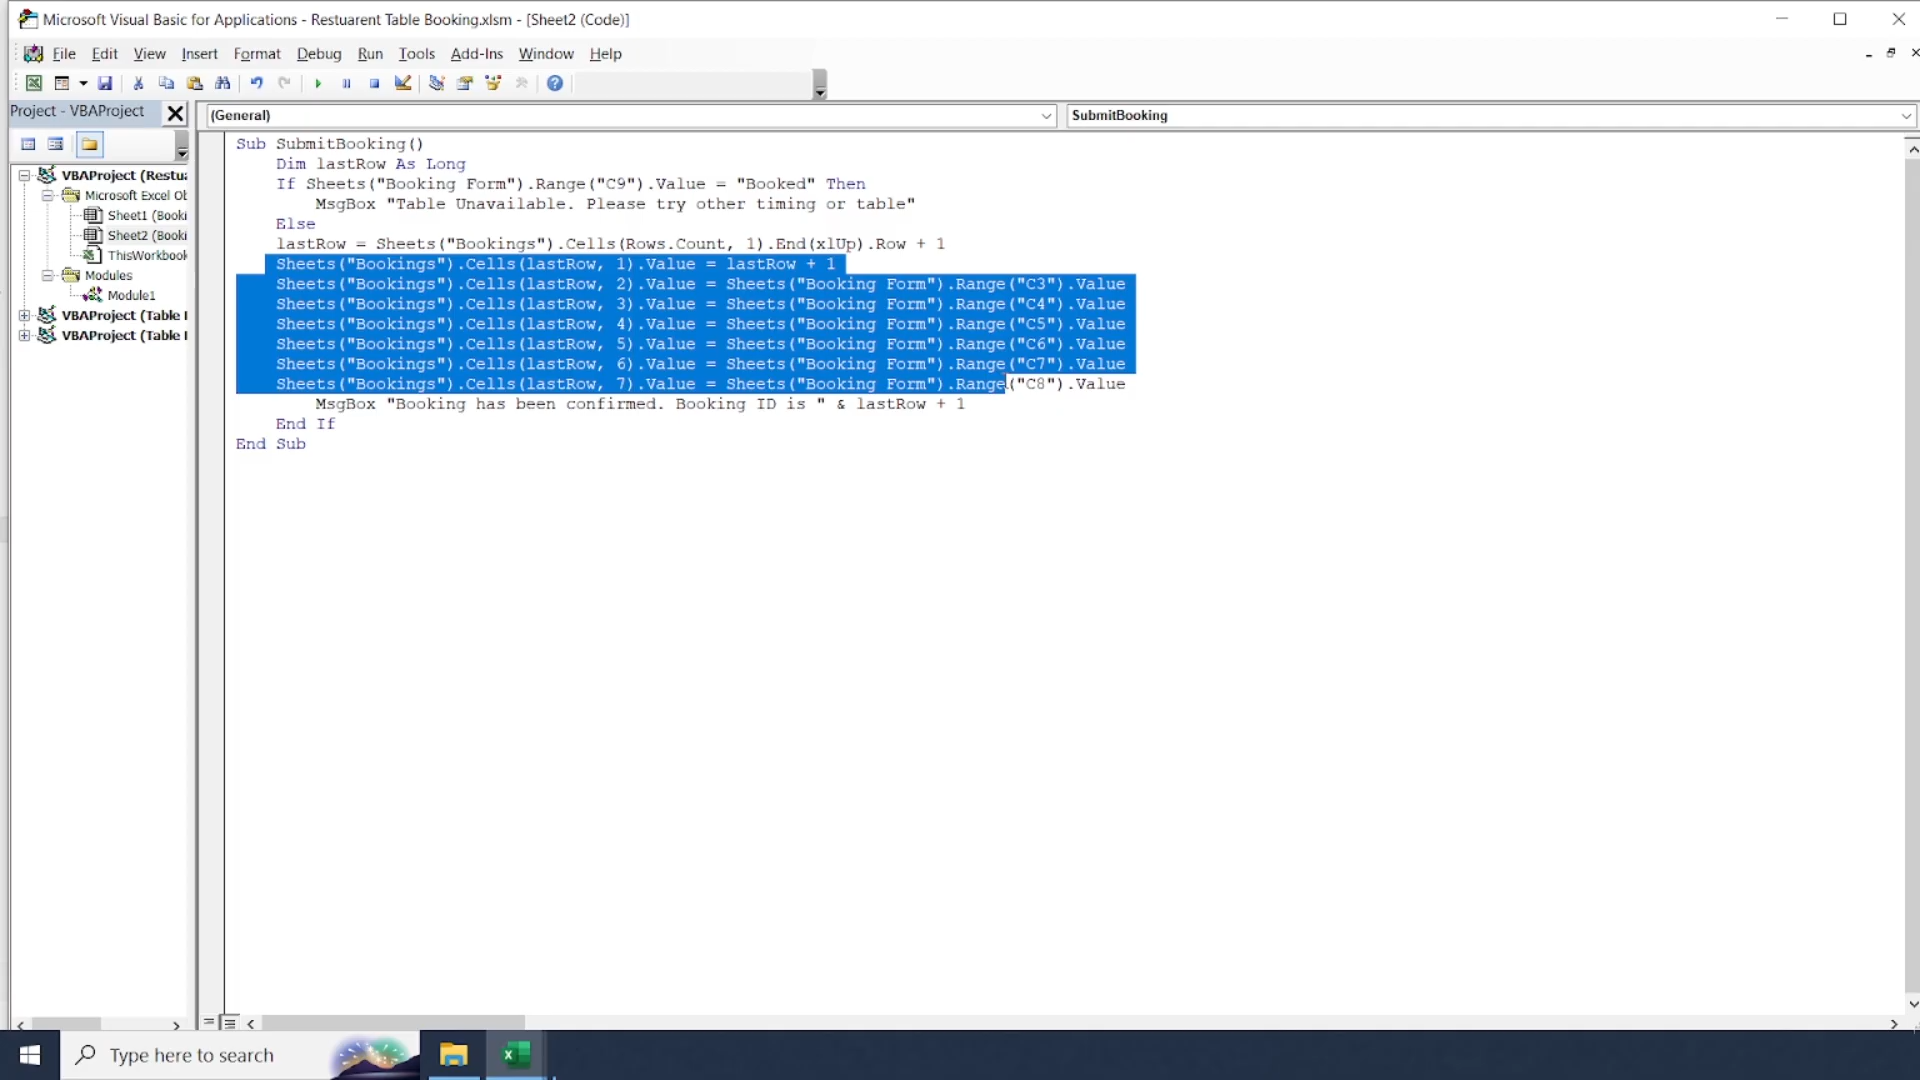 Microsoft Visual Basic for Applications - Restuarent Table Booking.xlsm - [Sheet2 (Code)]
File Edit View Insert Format Debug Run Tools Add-Ins Window Help
Project - VBAProject
(General)
SubmitBooking
VBAProject (Restua
Microsoft Excel Ob
Sheet1 (Booki
Sheet2 (Booki
ThisWorkbook
Modules
Module1
VBAProject (Table
VBAProject (Table
Sub SubmitBooking()
Dim lastRow As Long
If Sheets("Booking Form").Range("C9").Value = "Booked" Then
MsgBox "Table Unavailable. Please try other timing or table"
Else
lastRow = Sheets("Bookings").Cells(Rows.Count, 1).End(xlUp).Row + 1
Sheets("Bookings").Cells(lastRow, 1).Value = lastRow + 1
Sheets("Bookings").Cells(lastRow, 2).Value = Sheets("Booking Form").Range("C3").Value
Sheets("Bookings").Cells(lastRow, 3).Value = Sheets("Booking Form").Range("C4").Value
Sheets("Bookings").Cells(lastRow, 4).Value = Sheets("Booking Form").Range("C5").Value
Sheets("Bookings").Cells(lastRow, 5).Value = Sheets("Booking Form").Range("C6").Value
Sheets("Bookings").Cells(lastRow, 6).Value = Sheets("Booking Form").Range("C7").Value
Sheets("Bookings").Cells(lastRow, 7).Value = Sheets("Booking Form").Range("C8").Value
MsgBox "Booking has been confirmed. Booking ID is " & lastRow + 1
End If
End Sub
Type here to search